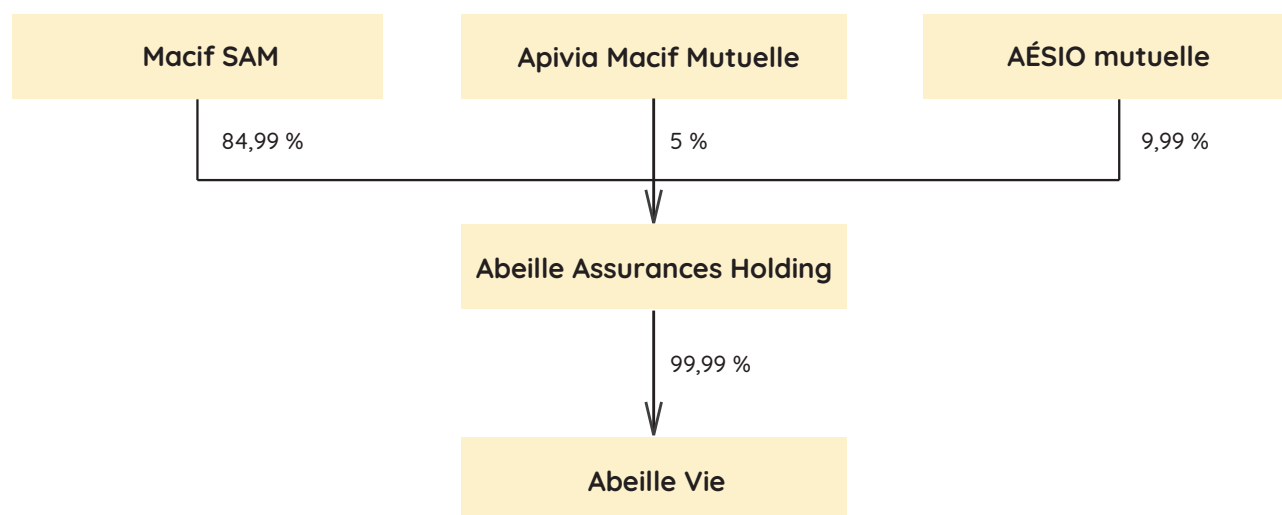 Macif SAM
Apivia Macif Mutuelle
AÉSIO mutuelle
84,99 %
5 %
9,99 %
Abeille Assurances Holding
99,99 %
Abeille Vie